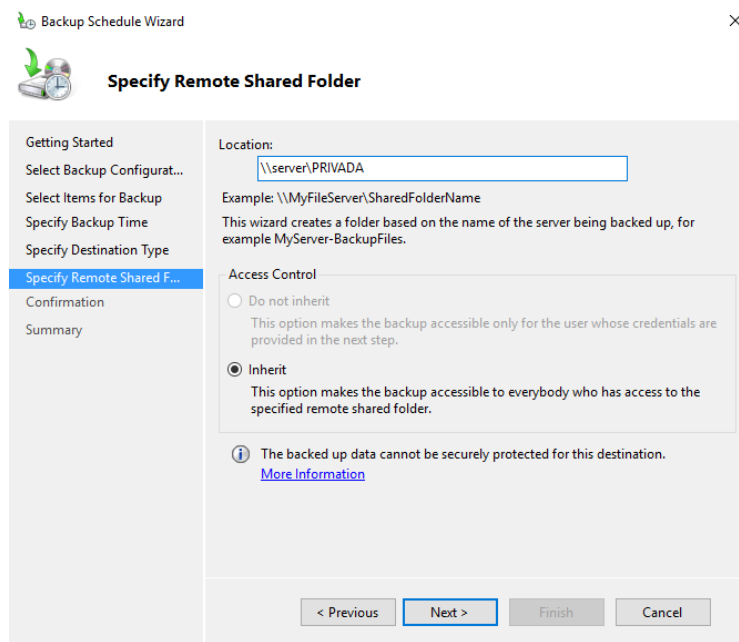 Backup Schedule Wizard
Specify Remote Shared Folder
Getting Started
Select Backup Configurat...
Select Items for Backup
Specify Backup Time
Specify Destination Type
Specify Remote Shared F...
Confirmation
Summary
Location:
\\server\PRIVADA
Example: \\MyFileServer\SharedFolderName
This wizard creates a folder based on the name of the server being backed up, for
example MyServer-BackupFiles.
Access Control
Do not inherit
This option makes the backup accessible only for the user whose credentials are
provided in the next step.
Inherit
This option makes the backup accessible to everybody who has access to the
specified remote shared folder.
The backed up data cannot be securely protected for this destination.
More Information
< Previous
Next >
Finish
Cancel